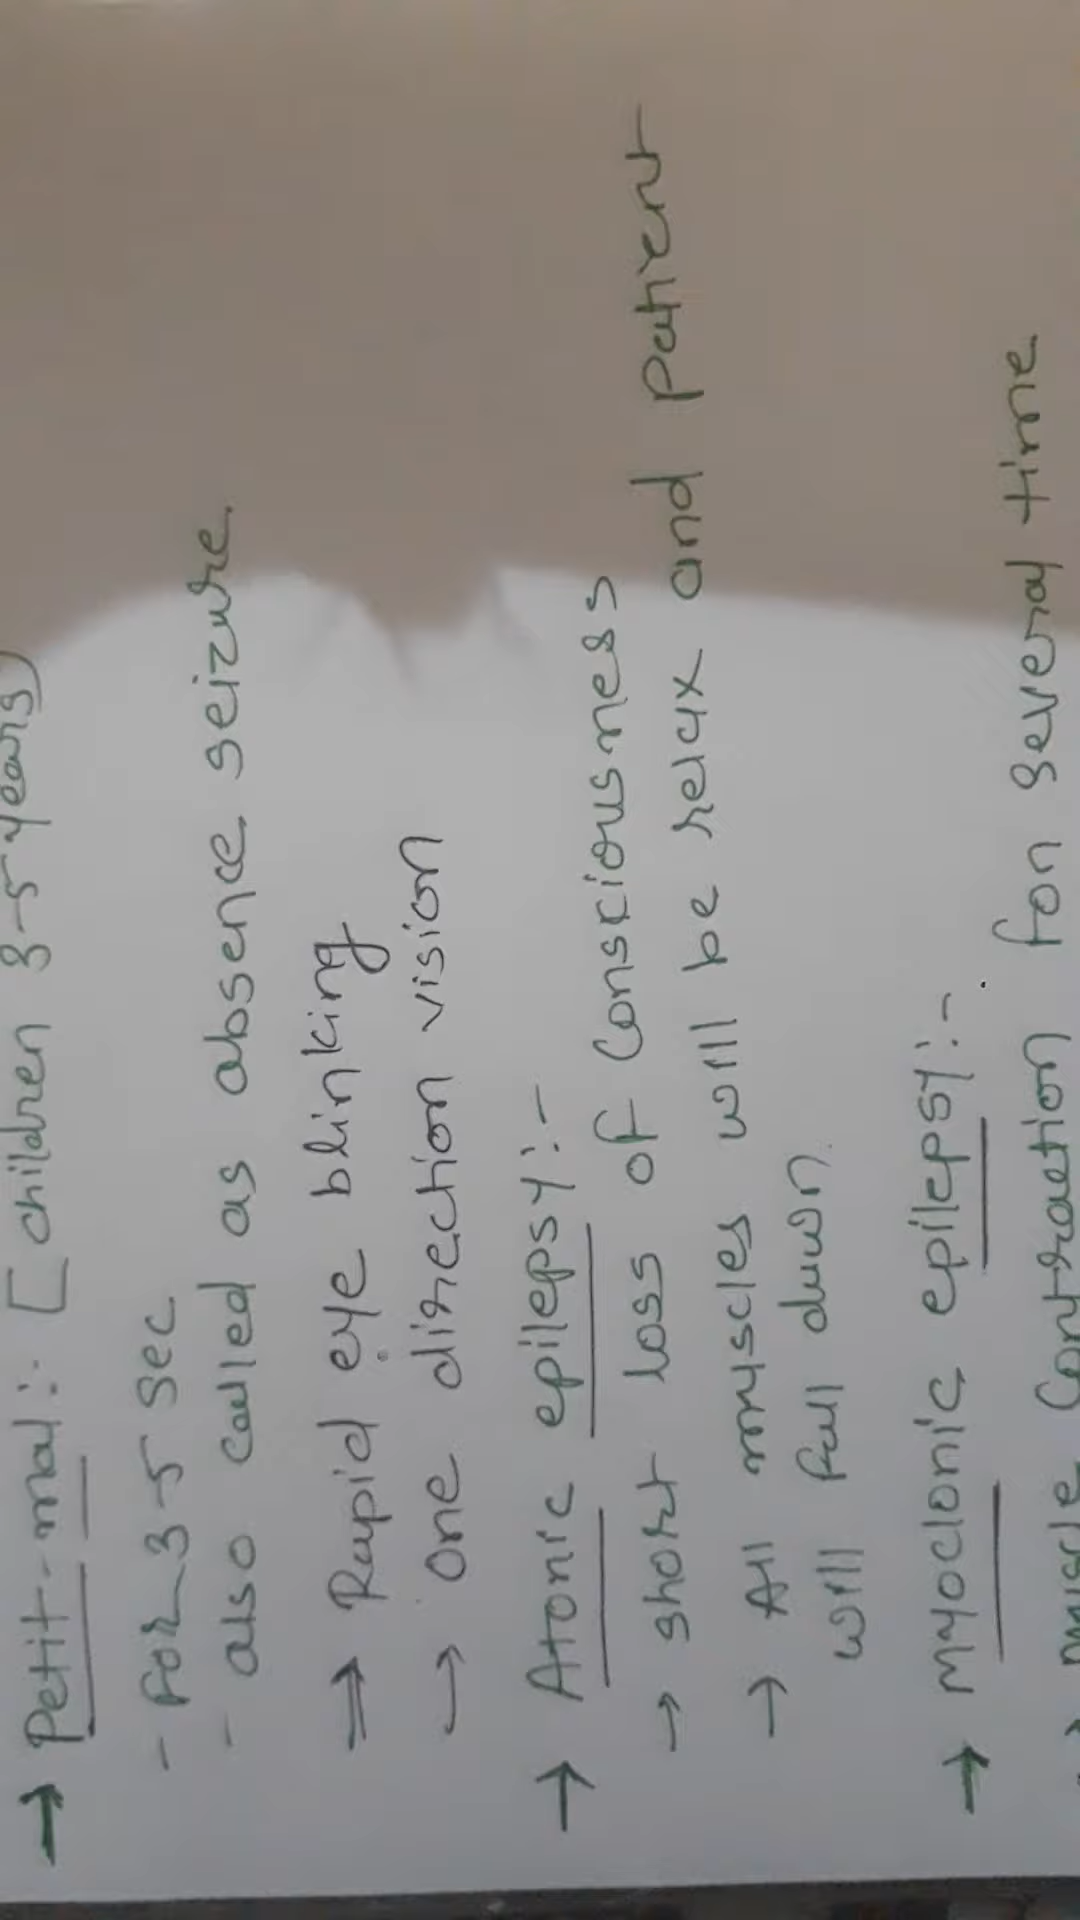 → Petit-mal:- [children 3-5 years)
- For 3-5 sec
- also called as absence seizure.
⇒ Rapid eye blinking
→ One direction vision
→ Atonic epilepsy:-
→ short loss of consciousness
→ All muscles will be relax and patient
will fall duwn.
→ myoclonic epilepsy:-
→ muscle Contraction for several time